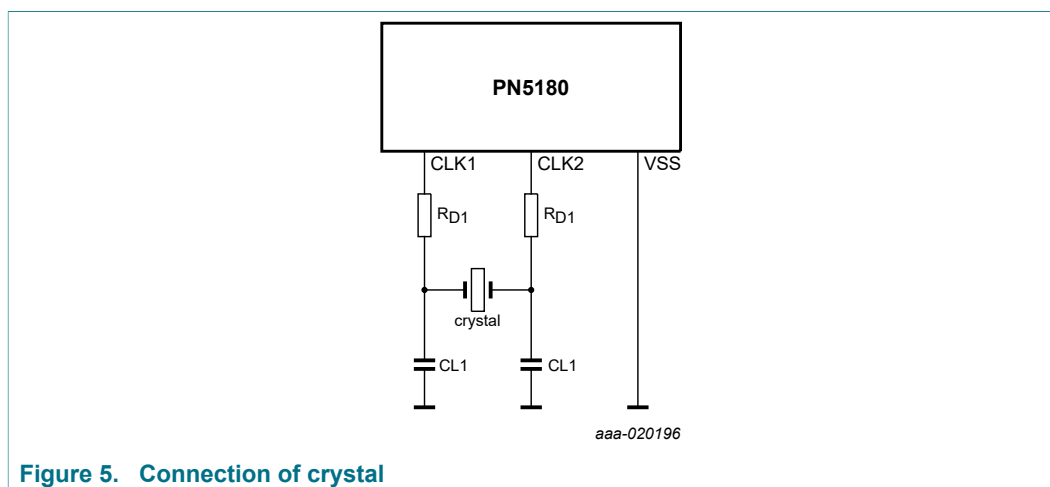 PN5180
CLK1 CLK2 VSS
RD1 RD1
crystal
CL1 CL1
aaa-020196
Figure 5. Connection of crystal